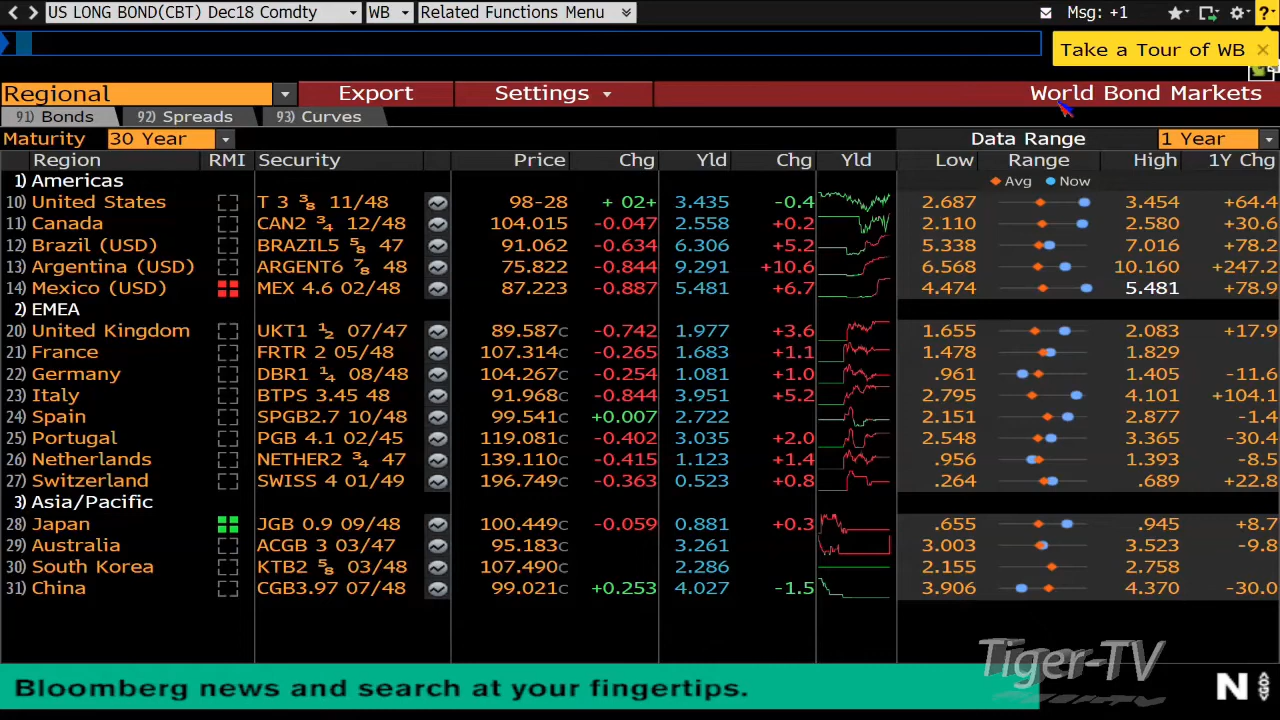 US LONG BOND(CBT) Dec18 Comdty WB Related Functions Menu Msg: +1 ?
Take a Tour of WB ×
Regional Export Settings World Bond Markets
91) Bonds 92) Spreads 93) Curves
Maturity 30 Year Data Range 1 Year
Region RMI Security Price Chg Yld Chg Yld Low Range High 1Y Chg
1) Americas Avg Now
10) United States T 3 ⅜ 11/48 98-28 + 02+ 3.435 -0.4 2.687 3.454 +64.4
11) Canada CAN2 ¾ 12/48 104.015 -0.047 2.558 +0.2 2.110 2.580 +30.6
12) Brazil (USD) BRAZIL5 ⅝ 47 91.062 -0.634 6.306 +5.2 5.338 7.016 +78.2
13) Argentina (USD) ARGENT6 ⅞ 48 75.822 -0.844 9.291 +10.6 6.568 10.160 +247.2
14) Mexico (USD) MEX 4.6 02/48 87.223 -0.887 5.481 +6.7 4.474 5.481 +78.9
2) EMEA
20) United Kingdom UKT1 ½ 07/47 89.587c -0.742 1.977 +3.6 1.655 2.083 +17.9
21) France FRTR 2 05/48 107.314c -0.265 1.683 +1.1 1.478 1.829
22) Germany DBR1 ¼ 08/48 104.267c -0.254 1.081 +1.0 .961 1.405 -11.6
23) Italy BTPS 3.45 48 91.968c -0.844 3.951 +5.2 2.795 4.101 +104.1
24) Spain SPGB2.7 10/48 99.541c +0.007 2.722 2.151 2.877 -1.4
25) Portugal PGB 4.1 02/45 119.081c -0.402 3.035 +2.0 2.548 3.365 -30.4
26) Netherlands NETHER2 ¾ 47 139.110c -0.415 1.123 +1.4 .956 1.393 -8.5
27) Switzerland SWISS 4 01/49 196.749c -0.363 0.523 +0.8 .264 .689 +22.8
3) Asia/Pacific
28) Japan JGB 0.9 09/48 100.449c -0.059 0.881 +0.3 .655 .945 +8.7
29) Australia ACGB 3 03/47 95.183c 3.261 3.003 3.523 -9.8
30) South Korea KTB2 ⅝ 03/48 107.490c 2.286 2.155 2.758
31) China CGB3.97 07/48 99.021c +0.253 4.027 -1.5 3.906 4.370 -30.0
Tiger-TV
Bloomberg news and search at your fingertips. N